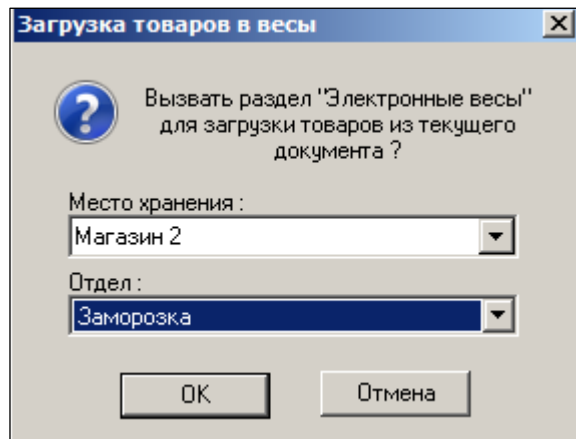 Загрузка товаров в весы
Вызвать раздел "Электронные весы"
для загрузки товаров из текущего
документа ?
Место хранения :
Магазин 2
Отдел :
Заморозка
OK
Отмена